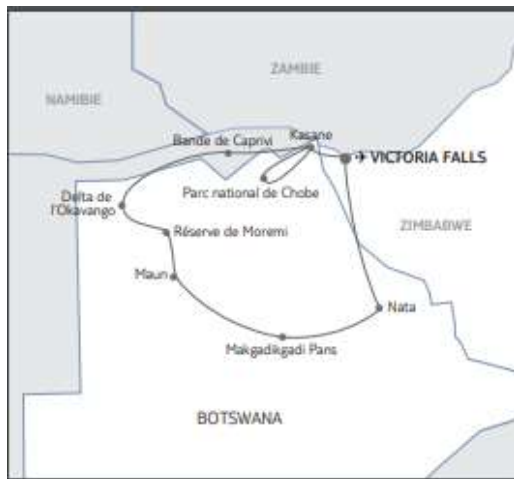 ZAMBIE
NAMIBIE
Kasane
Bande de Caprivi
VICTORIA FALLS
Parc national de Chobe
Delta de
l'Okavango
ZIMBABWE
Réserve de Moremi
Maun
Nata
Makgadikgadi Pans
BOTSWANA